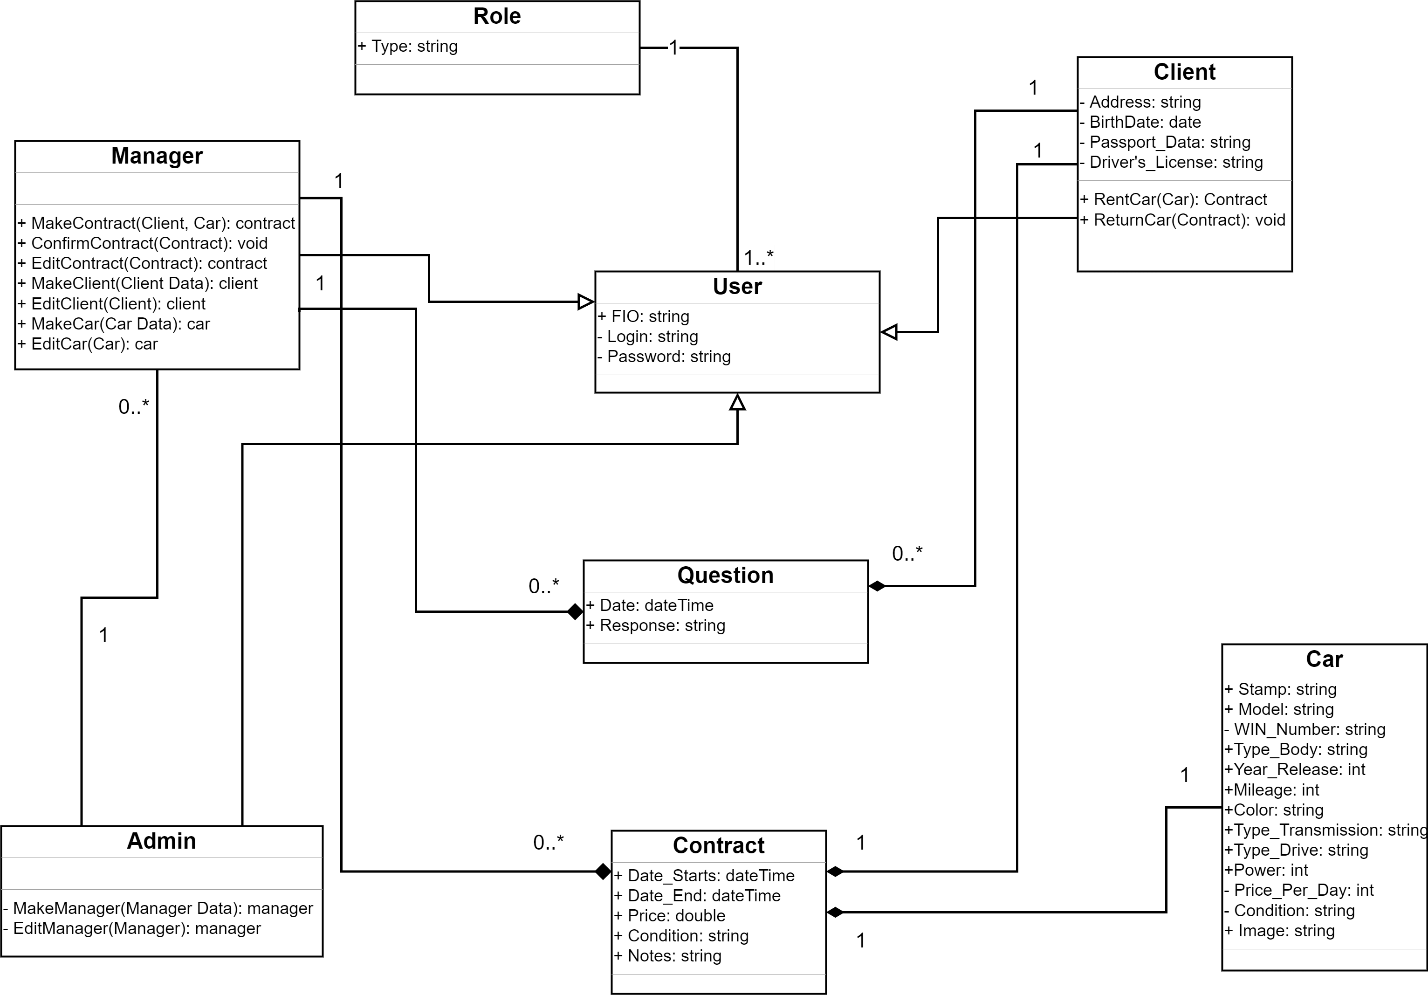 Role
+ Type: string
1
Client
- Address: string
- BirthDate: date
- Passport_Data: string
- Driver's_License: string
+ RentCar(Car): Contract
+ ReturnCar(Contract): void
1
1
Manager
+ MakeContract(Client, Car): contract
+ ConfirmContract(Contract): void
+ EditContract(Contract): contract
+ MakeClient(Client Data): client
+ EditClient(Client): client
+ MakeCar(Car Data): car
+ EditCar(Car): car
1
1
0..*
1..*
User
+ FIO: string
- Login: string
- Password: string
0..*
0..*
Question
+ Date: dateTime
+ Response: string
1
Admin
- MakeManager(Manager Data): manager
- EditManager(Manager): manager
0..*
Contract
+ Date_Starts: dateTime
+ Date_End: dateTime
+ Price: double
+ Condition: string
+ Notes: string
1
1
1
Car
+ Stamp: string
+ Model: string
- WIN_Number: string
+Type_Body: string
+Year_Release: int
+Mileage: int
+Color: string
+Type_Transmission: string
+Type_Drive: string
+Power: int
- Price_Per_Day: int
- Condition: string
+ Image: string